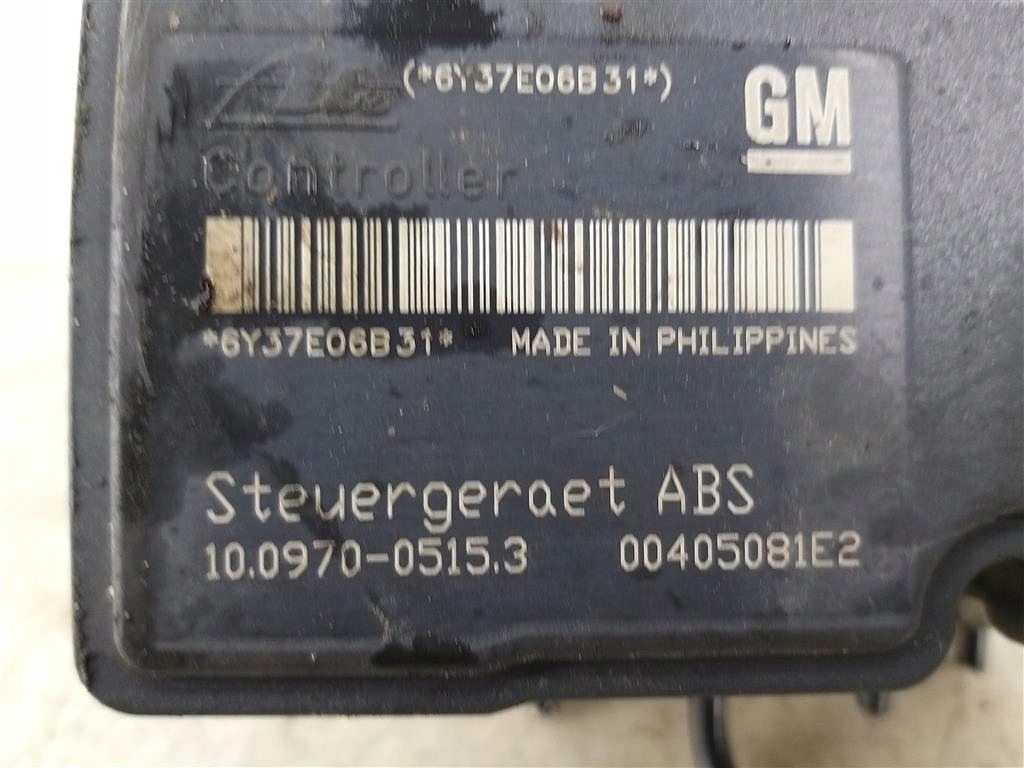 (*6Y37E06B31*)
GM
Controller
*6Y37E06B31* MADE IN PHILIPPINES
Steuergeraet ABS
10.0970-0515.3 00405081E2